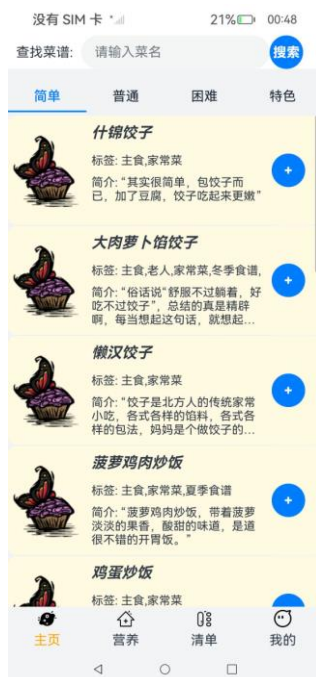 没有 SIM 卡 21% 00:48
查找菜谱: 请输入菜名 搜索
简单 普通 困难 特色
什锦饺子
标签: 主食,家常菜
简介: “其实很简单，包饺子而
已，加了豆腐，饺子吃起来更嫩”
+
大肉萝卜馅饺子
标签: 主食,老人,家常菜,冬季食谱,
简介: “俗话说“舒服不过躺着，好
吃不过饺子”，总结的真是精辟
啊，每当想起这句话，就想起...
+
懒汉饺子
标签: 主食,家常菜
简介: “饺子是北方人的传统家常
小吃，各式各样的馅料，各式各
样的包法，妈妈是个做饺子的...
+
菠萝鸡肉炒饭
标签: 主食,家常菜,夏季食谱
简介: “菠萝鸡肉炒饭，带着菠萝
淡淡的果香，酸甜的味道，是道
很不错的开胃饭。”
+
鸡蛋炒饭
标签: 主食,家常菜
主页 营养 清单 我的